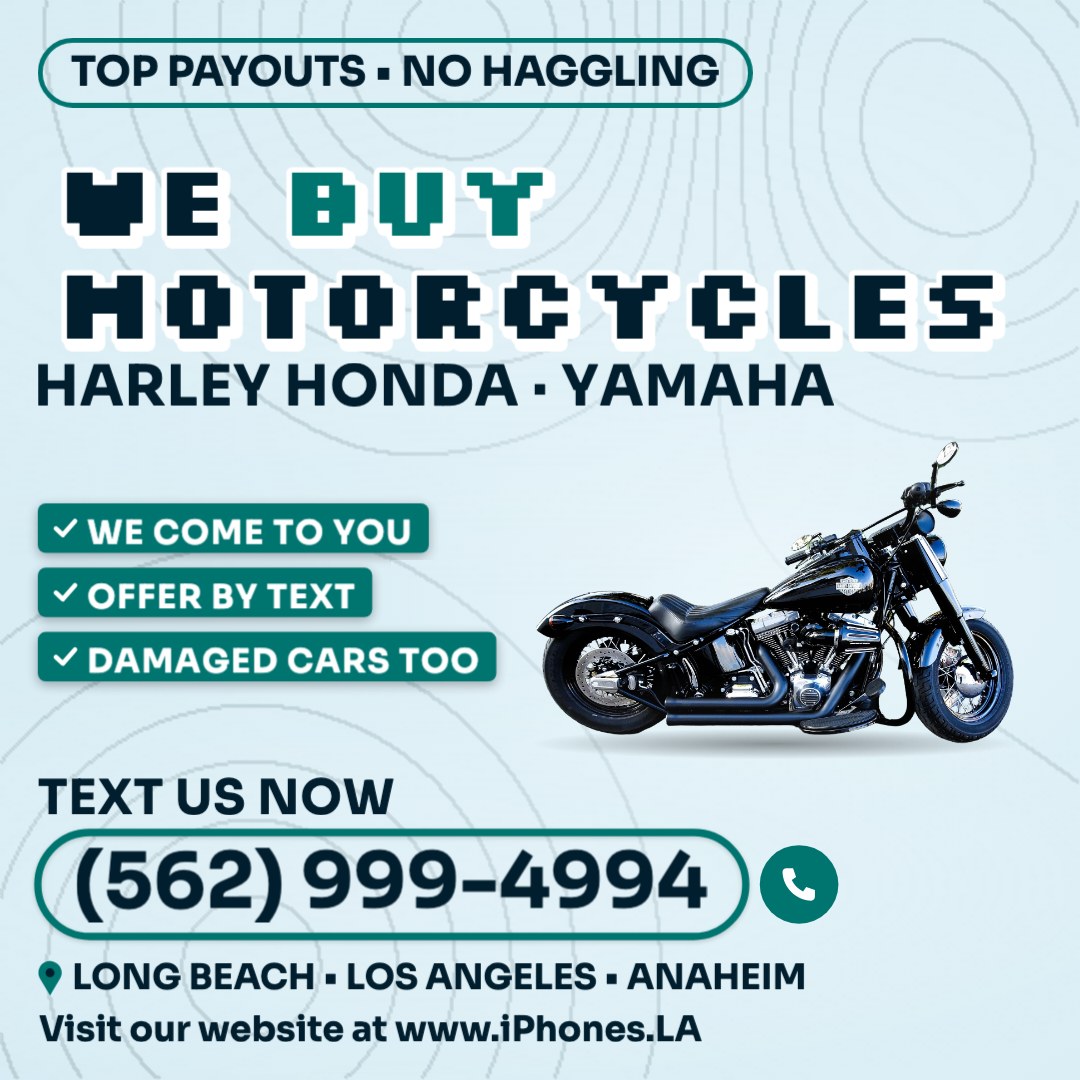 TOP PAYOUTS ▪ NO HAGGLING
WE BUY
MOTORCYCLES
HARLEY HONDA · YAMAHA
✓ WE COME TO YOU
✓ OFFER BY TEXT
✓ DAMAGED CARS TOO
TEXT US NOW
(562) 999-4994
LONG BEACH ▪ LOS ANGELES ▪ ANAHEIM
Visit our website at www.iPhones.LA